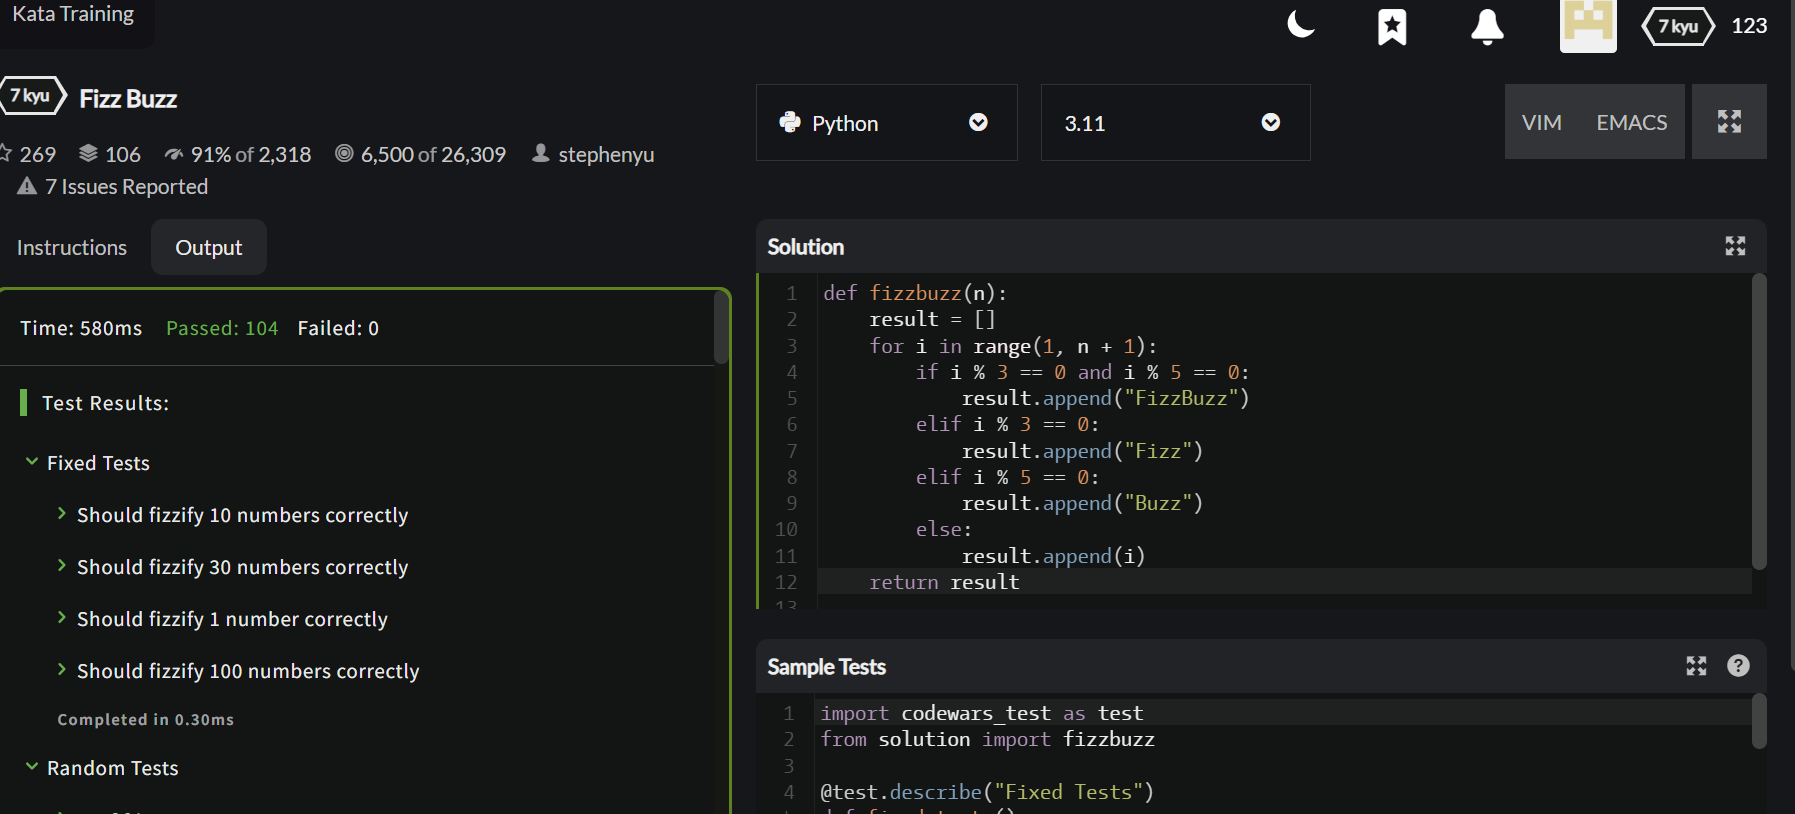 Kata Training
7 kyu 123
7 kyu Fizz Buzz
269 106 91% of 2,318 6,500 of 26,309 stephenyu
7 Issues Reported
Python 3.11 VIM EMACS
Instructions Output
Time: 580ms Passed: 104 Failed: 0
Test Results:
Fixed Tests
Should fizzify 10 numbers correctly
Should fizzify 30 numbers correctly
Should fizzify 1 number correctly
Should fizzify 100 numbers correctly
Completed in 0.30ms
Random Tests
Solution
1 def fizzbuzz(n):
2     result = []
3     for i in range(1, n + 1):
4         if i % 3 == 0 and i % 5 == 0:
5             result.append("FizzBuzz")
6         elif i % 3 == 0:
7             result.append("Fizz")
8         elif i % 5 == 0:
9             result.append("Buzz")
10         else:
11             result.append(i)
12     return result
13
Sample Tests
1 import codewars_test as test
2 from solution import fizzbuzz
3
4 @test.describe("Fixed Tests")